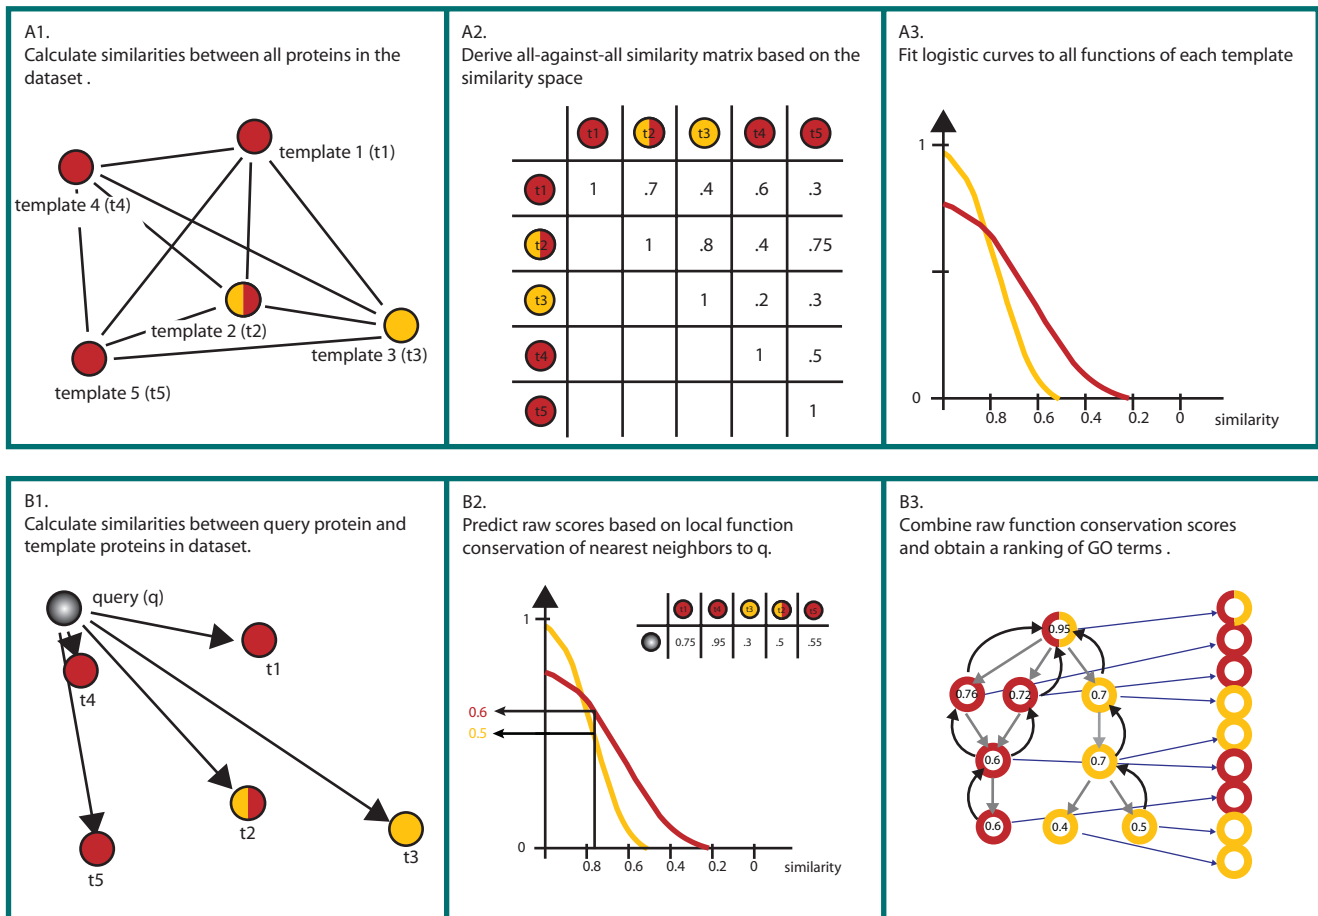 A1.
Calculate similarities between all proteins in the
dataset .
template 1 (t1)
template 4 (t4)
template 2 (t2)
template 3 (t3)
template 5 (t5)
A2.
Derive all-against-all similarity matrix based on the
similarity space
t1 t2 t3 t4 t5
t1 1 .7 .4 .6 .3
t2 1 .8 .4 .75
t3 1 .2 .3
t4 1 .5
t5 1
A3.
Fit logistic curves to all functions of each template
1
0
0.8 0.6 0.4 0.2 0
similarity
B1.
Calculate similarities between query protein and
template proteins in dataset.
query (q)
t1
t4
t2
t3
t5
B2.
Predict raw scores based on local function
conservation of nearest neighbors to q.
1
t1 t4 t3 t2 t5
0.75 .95 .3 .5 .55
0.6
0.5
0
0.8 0.6 0.4 0.2 0
similarity
B3.
Combine raw function conservation scores
and obtain a ranking of GO terms .
0.95
0.76 0.72 0.7
0.6 0.7
0.6 0.4 0.5